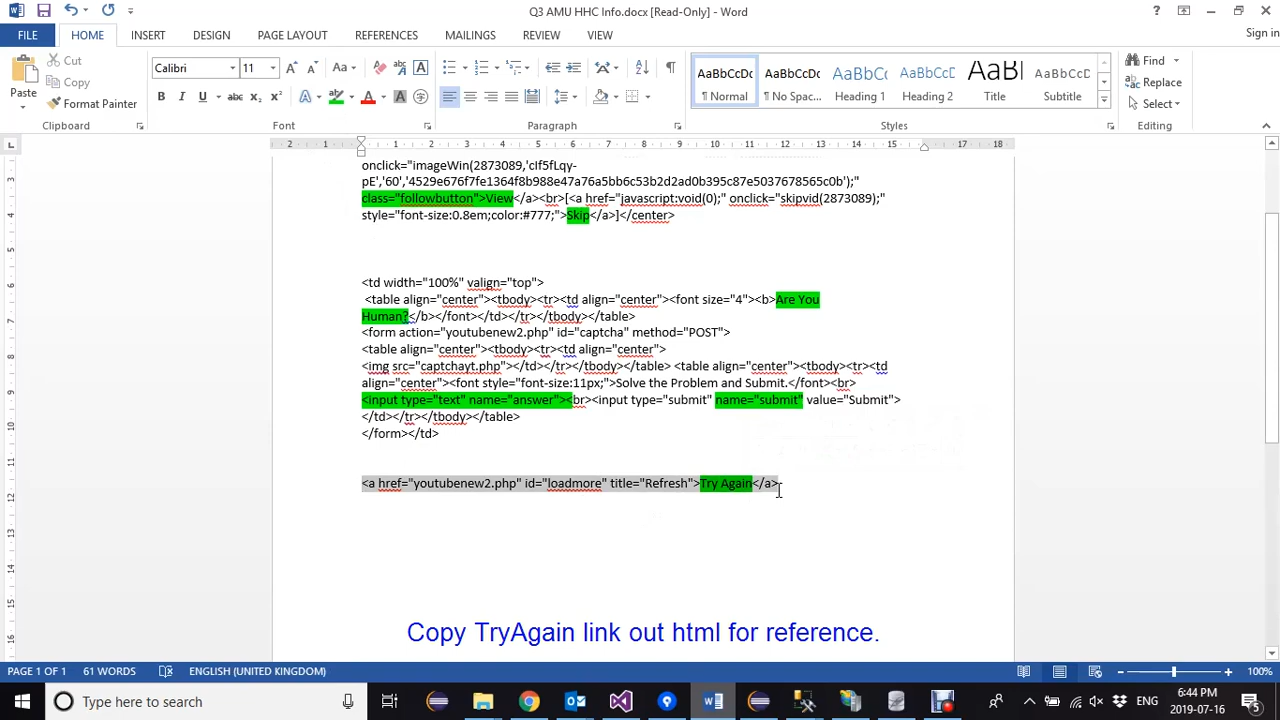 Q3 AMU HHC Info.docx [Read-Only] - Word
FILE HOME INSERT DESIGN PAGE LAYOUT REFERENCES MAILINGS REVIEW VIEW Sign in
Paste
Cut
Copy
Format Painter
Calibri 11
AaBbCcDc AaBbCcDc AaBbCc AaBbCcD AaBl AaBbCcD
¶ Normal ¶ No Spac... Heading 1 Heading 2 Title Subtitle
Find
Replace
Select
Clipboard Font Paragraph Styles Editing
onclick="imageWin(2873089,'cIf5fLqy-
pE','60','4529e676f7fe1364f8b988e47a76a5bb6c53b2d2ad0b395c87e5037678565c0b');"
class="followbutton">View</a><br>[<a href="javascript:void(0);" onclick="skipvid(2873089);"
style="font-size:0.8em;color:#777;">Skip</a>]</center>
<td width="100%" valign="top">
<table align="center"><tbody><tr><td align="center"><font size="4"><b>Are You
Human?</b></font></td></tr></tbody></table>
<form action="youtubenew2.php" id="captcha" method="POST">
<table align="center"><tbody><tr><td align="center">
<img src="captchayt.php"></td></tr></tbody></table> <table align="center"><tbody><tr><td
align="center"><font style="font-size:11px;">Solve the Problem and Submit.</font><br>
<input type="text" name="answer"><br><input type="submit" name="submit" value="Submit">
</td></tr></tbody></table>
</form></td>
<a href="youtubenew2.php" id="loadmore" title="Refresh">Try Again</a>
Copy TryAgain link out html for reference.
PAGE 1 OF 1 61 WORDS ENGLISH (UNITED KINGDOM) 100%
Type here to search
ENG
6:44 PM
2019-07-16
5